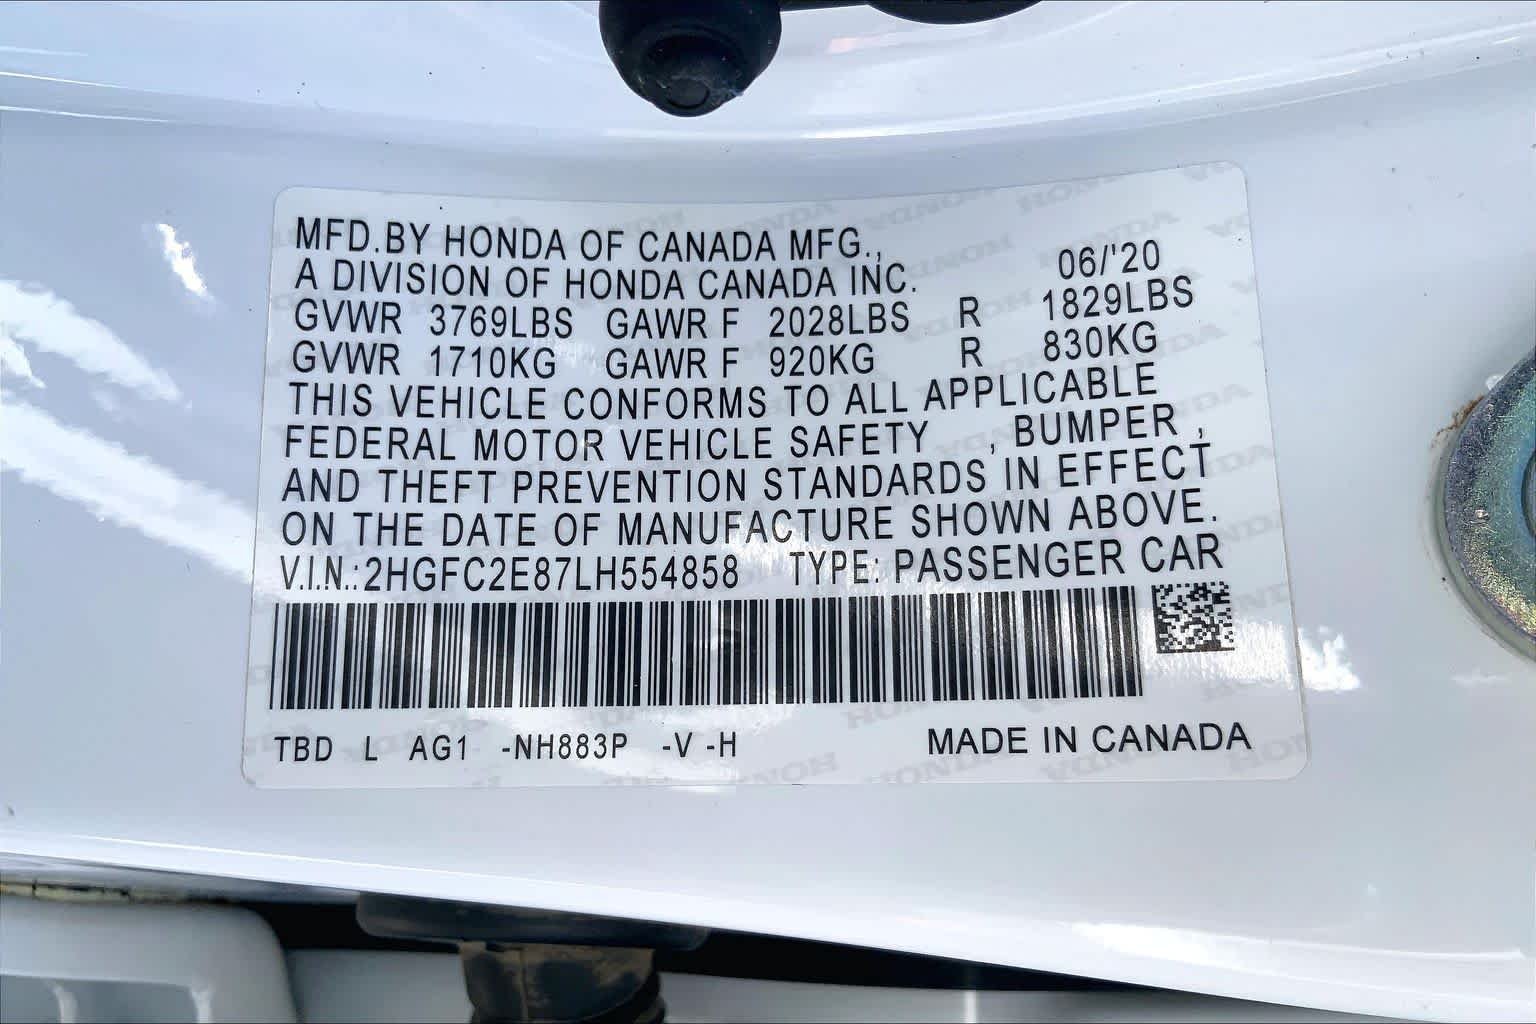 MFD.BY HONDA OF CANADA MFG.,
A DIVISION OF HONDA CANADA INC. 06/'20
GVWR 3769LBS GAWR F 2028LBS R 1829LBS
GVWR 1710KG GAWR F 920KG R 830KG
THIS VEHICLE CONFORMS TO ALL APPLICABLE
FEDERAL MOTOR VEHICLE SAFETY , BUMPER ,
AND THEFT PREVENTION STANDARDS IN EFFECT
ON THE DATE OF MANUFACTURE SHOWN ABOVE.
V.I.N.:2HGFC2E87LH554858 TYPE: PASSENGER CAR
TBD L AG1 -NH883P -V -H MADE IN CANADA